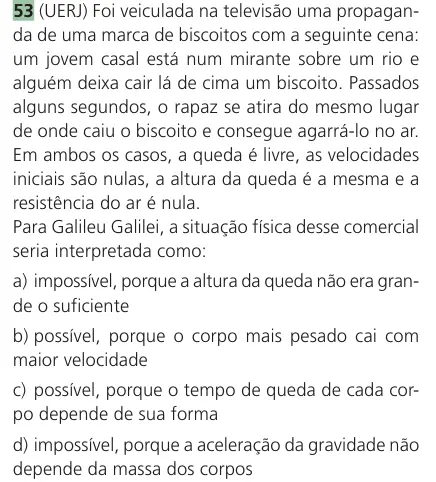 53 (UERJ) Foi veiculada na televisão uma propagan-
da de uma marca de biscoitos com a seguinte cena:
um jovem casal está num mirante sobre um rio e
alguém deixa cair lá de cima um biscoito. Passados
alguns segundos, o rapaz se atira do mesmo lugar
de onde caiu o biscoito e consegue agarrá-lo no ar.
Em ambos os casos, a queda é livre, as velocidades
iniciais são nulas, a altura da queda é a mesma e a
resistência do ar é nula.
Para Galileu Galilei, a situação física desse comercial
seria interpretada como:
a) impossível, porque a altura da queda não era gran-
de o suficiente
b) possível, porque o corpo mais pesado cai com
maior velocidade
c) possível, porque o tempo de queda de cada cor-
po depende de sua forma
d) impossível, porque a aceleração da gravidade não
depende da massa dos corpos